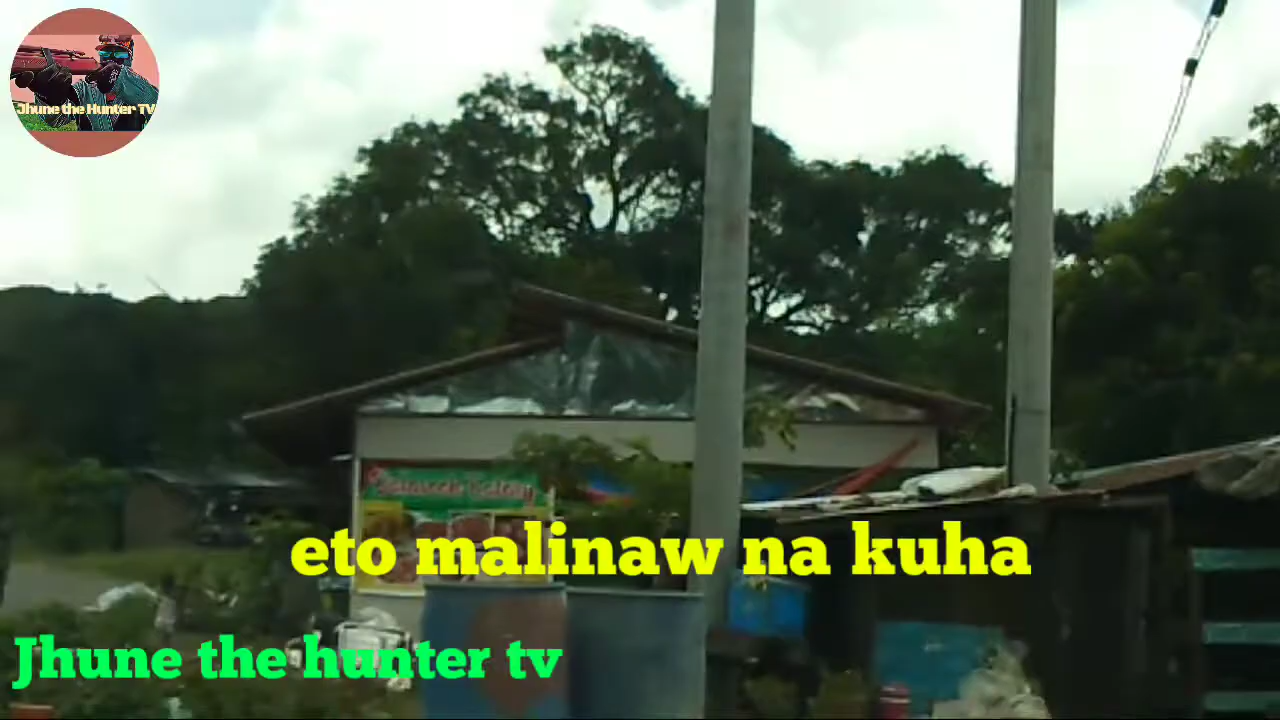 Jhune the Hunter TV
eto malinaw na kuha
Jhune the hunter tv